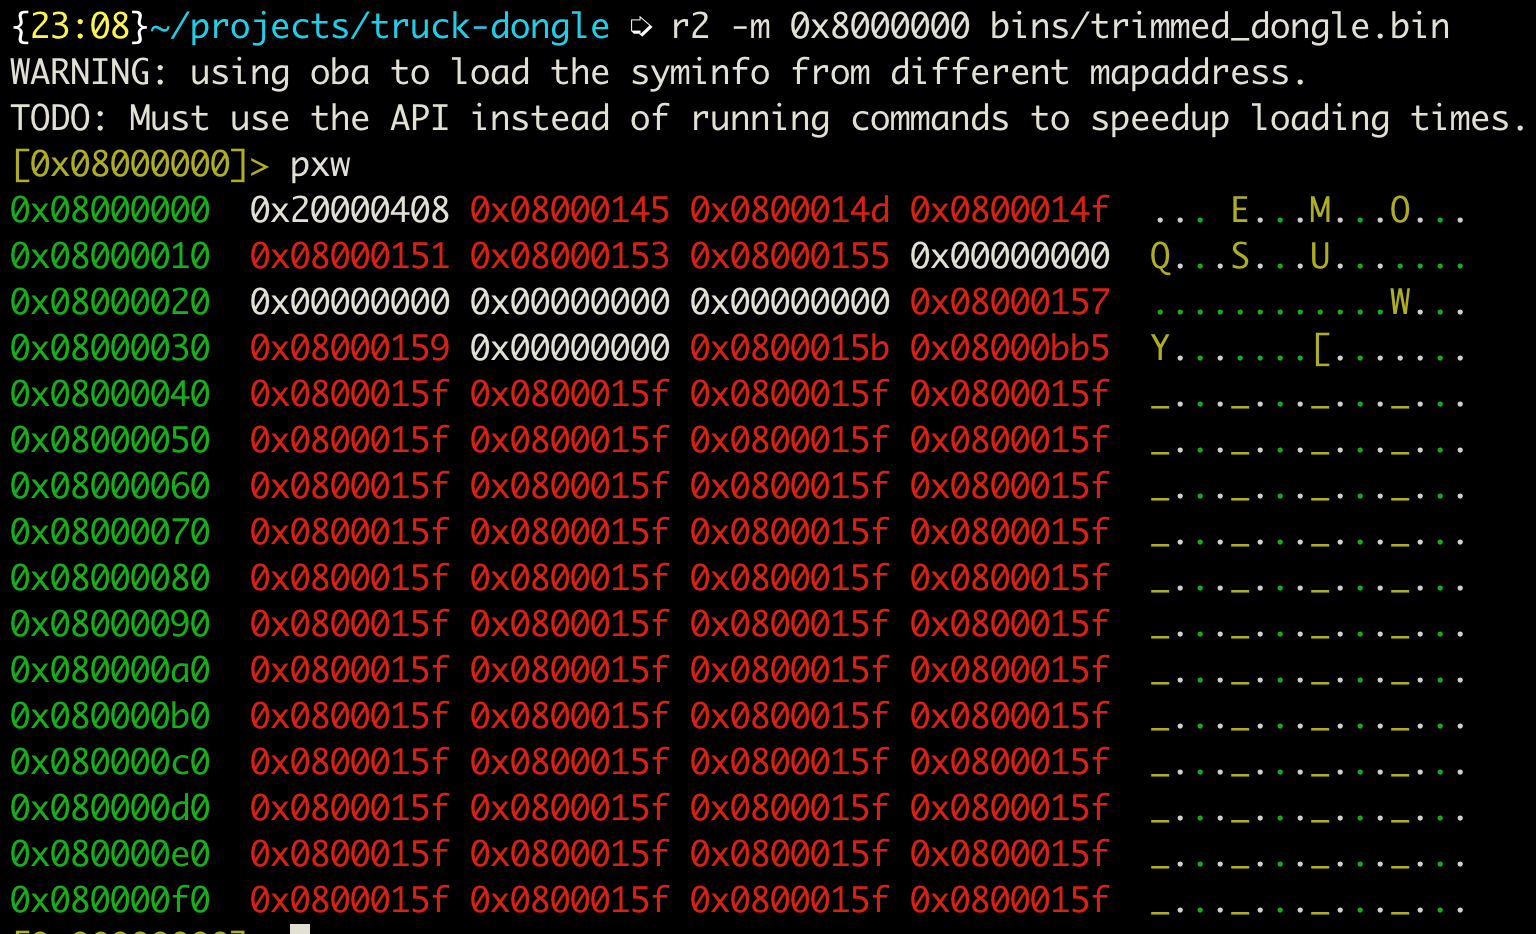 {23:08}~/projects/truck-dongle ➩ r2 -m 0x8000000 bins/trimmed_dongle.bin
WARNING: using oba to load the syminfo from different mapaddress.
TODO: Must use the API instead of running commands to speedup loading times.
[0x08000000]> pxw
0x08000000  0x20000408 0x08000145 0x0800014d 0x0800014f  ... E...M...O...
0x08000010  0x08000151 0x08000153 0x08000155 0x00000000  Q...S...U.......
0x08000020  0x00000000 0x00000000 0x00000000 0x08000157  ............W...
0x08000030  0x08000159 0x00000000 0x0800015b 0x08000bb5  Y.......[.......
0x08000040  0x0800015f 0x0800015f 0x0800015f 0x0800015f  _..._..._..._...
0x08000050  0x0800015f 0x0800015f 0x0800015f 0x0800015f  _..._..._..._...
0x08000060  0x0800015f 0x0800015f 0x0800015f 0x0800015f  _..._..._..._...
0x08000070  0x0800015f 0x0800015f 0x0800015f 0x0800015f  _..._..._..._...
0x08000080  0x0800015f 0x0800015f 0x0800015f 0x0800015f  _..._..._..._...
0x08000090  0x0800015f 0x0800015f 0x0800015f 0x0800015f  _..._..._..._...
0x080000a0  0x0800015f 0x0800015f 0x0800015f 0x0800015f  _..._..._..._...
0x080000b0  0x0800015f 0x0800015f 0x0800015f 0x0800015f  _..._..._..._...
0x080000c0  0x0800015f 0x0800015f 0x0800015f 0x0800015f  _..._..._..._...
0x080000d0  0x0800015f 0x0800015f 0x0800015f 0x0800015f  _..._..._..._...
0x080000e0  0x0800015f 0x0800015f 0x0800015f 0x0800015f  _..._..._..._...
0x080000f0  0x0800015f 0x0800015f 0x0800015f 0x0800015f  _..._..._..._...